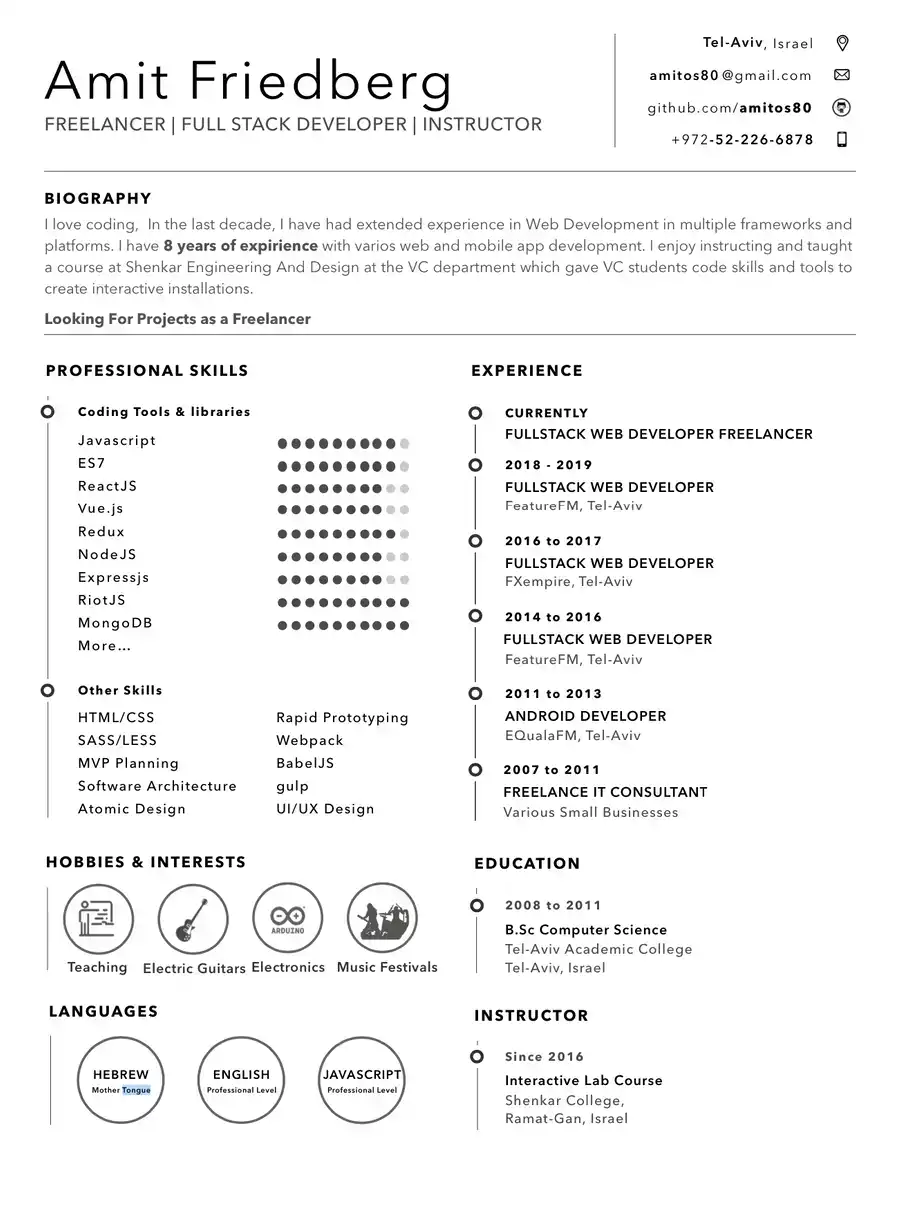 Amit Friedberg
FREELANCER | FULL STACK DEVELOPER | INSTRUCTOR
Tel-Aviv, Israel
amitos80@gmail.com
github.com/amitos80
+972-52-226-6878
BIOGRAPHY
I love coding,  In the last decade, I have had extended experience in Web Development in multiple frameworks and
platforms. I have 8 years of expirience with varios web and mobile app development. I enjoy instructing and taught
a course at Shenkar Engineering And Design at the VC department which gave VC students code skills and tools to
create interactive installations.
Looking For Projects as a Freelancer
PROFESSIONAL SKILLS
Coding Tools & libraries
Javascript
ES7
ReactJS
Vue.js
Redux
NodeJS
Expressjs
RiotJS
MongoDB
More...
Other Skills
HTML/CSS
SASS/LESS
MVP Planning
Software Architecture
Atomic Design
Rapid Prototyping
Webpack
BabelJS
gulp
UI/UX Design
HOBBIES & INTERESTS
ARDUINO
Teaching
Electric Guitars
Electronics
Music Festivals
LANGUAGES
HEBREW
Mother Tongue
ENGLISH
Professional Level
JAVASCRIPT
Professional Level
EXPERIENCE
CURRENTLY
FULLSTACK WEB DEVELOPER FREELANCER
2018 - 2019
FULLSTACK WEB DEVELOPER
FeatureFM, Tel-Aviv
2016 to 2017
FULLSTACK WEB DEVELOPER
FXempire, Tel-Aviv
2014 to 2016
FULLSTACK WEB DEVELOPER
FeatureFM, Tel-Aviv
2011 to 2013
ANDROID DEVELOPER
EQualaFM, Tel-Aviv
2007 to 2011
FREELANCE IT CONSULTANT
Various Small Businesses
EDUCATION
2008 to 2011
B.Sc Computer Science
Tel-Aviv Academic College
Tel-Aviv, Israel
INSTRUCTOR
Since 2016
Interactive Lab Course
Shenkar College,
Ramat-Gan, Israel